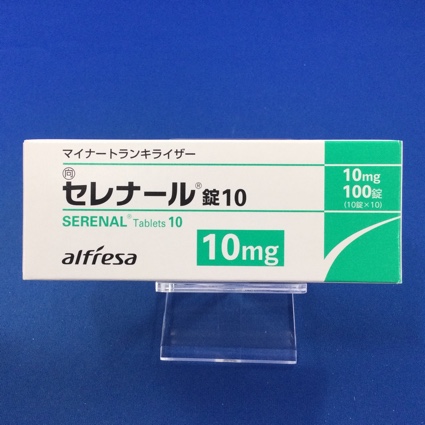 マイナートランキライザー
向
セレナール®錠10
SERENAL® Tablets 10
10mg
alfresa
10mg
100錠
(10錠×10)